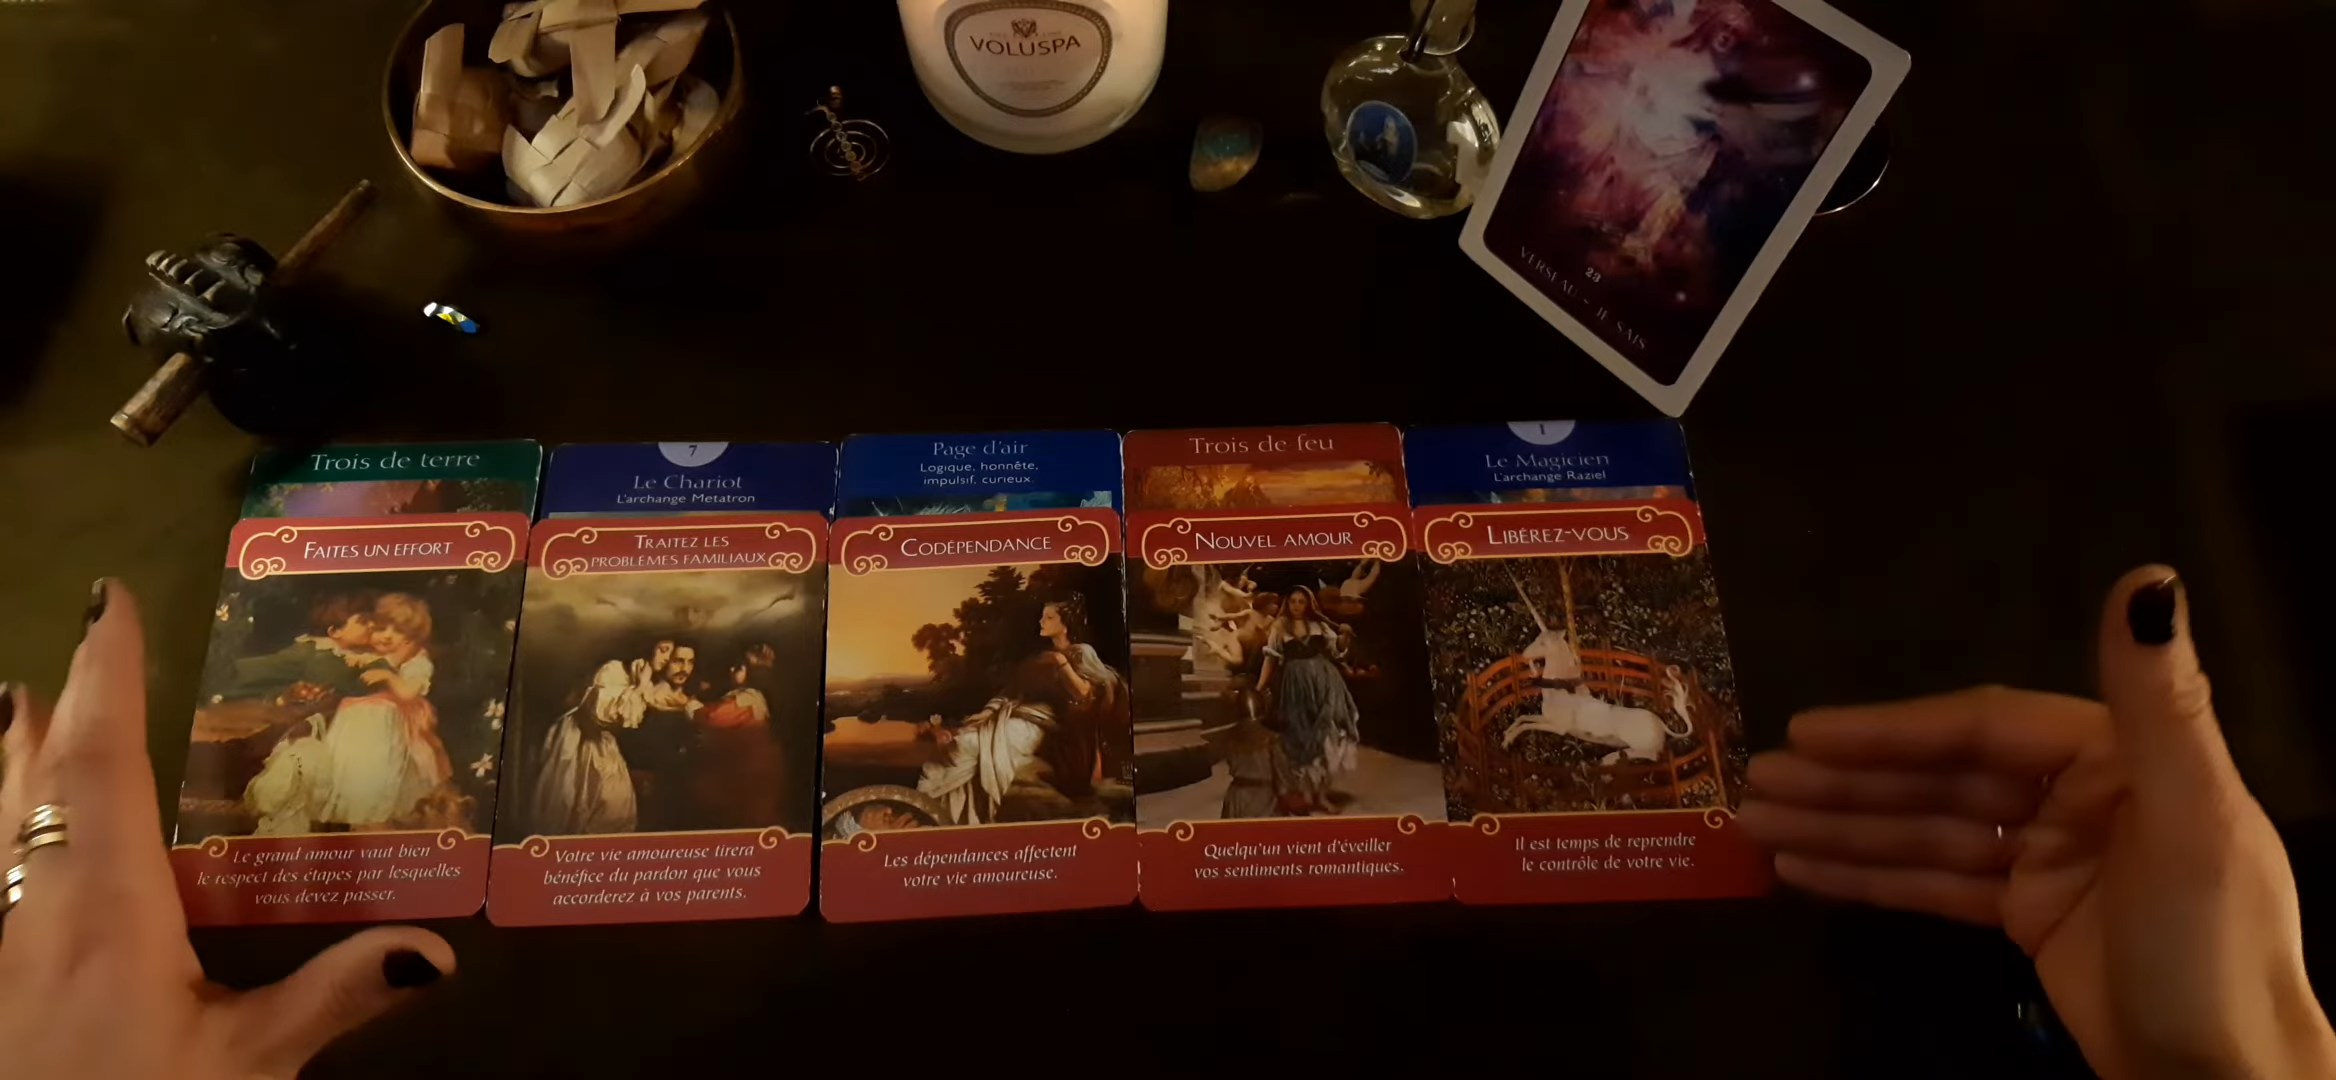 VOLUSPA
23
VERSEAU - JE SAIS
Trois de terre
7
Le Chariot
L'archange Metatron
Page d'air
Logique, honnête,
impulsif, curieux.
Trois de feu
I
Le Magicien
L'archange Raziel
FAITES UN EFFORT
TRAITEZ LES
PROBLÈMES FAMILIAUX
CODÉPENDANCE
NOUVEL AMOUR
LIBÉREZ-VOUS
Le grand amour vaut bien
le respect des étapes par lesquelles
vous devez passer.
Votre vie amoureuse tirera
bénéfice du pardon que vous
accorderez à vos parents.
Les dépendances affectent
votre vie amoureuse.
Quelqu'un vient d'éveiller
vos sentiments romantiques.
Il est temps de reprendre
le contrôle de votre vie.